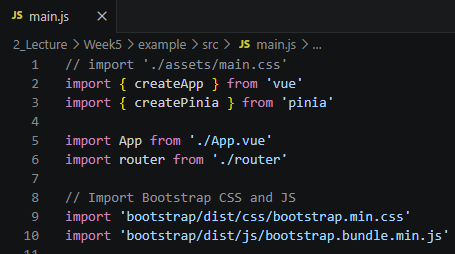 JS main.js ×
2_Lecture > Week5 > example > src > JS main.js > ...
1 // import './assets/main.css'
2 import { createApp } from 'vue'
3 import { createPinia } from 'pinia'
4
5 import App from './App.vue'
6 import router from './router'
7
8 // Import Bootstrap CSS and JS
9 import 'bootstrap/dist/css/bootstrap.min.css'
10 import 'bootstrap/dist/js/bootstrap.bundle.min.js'